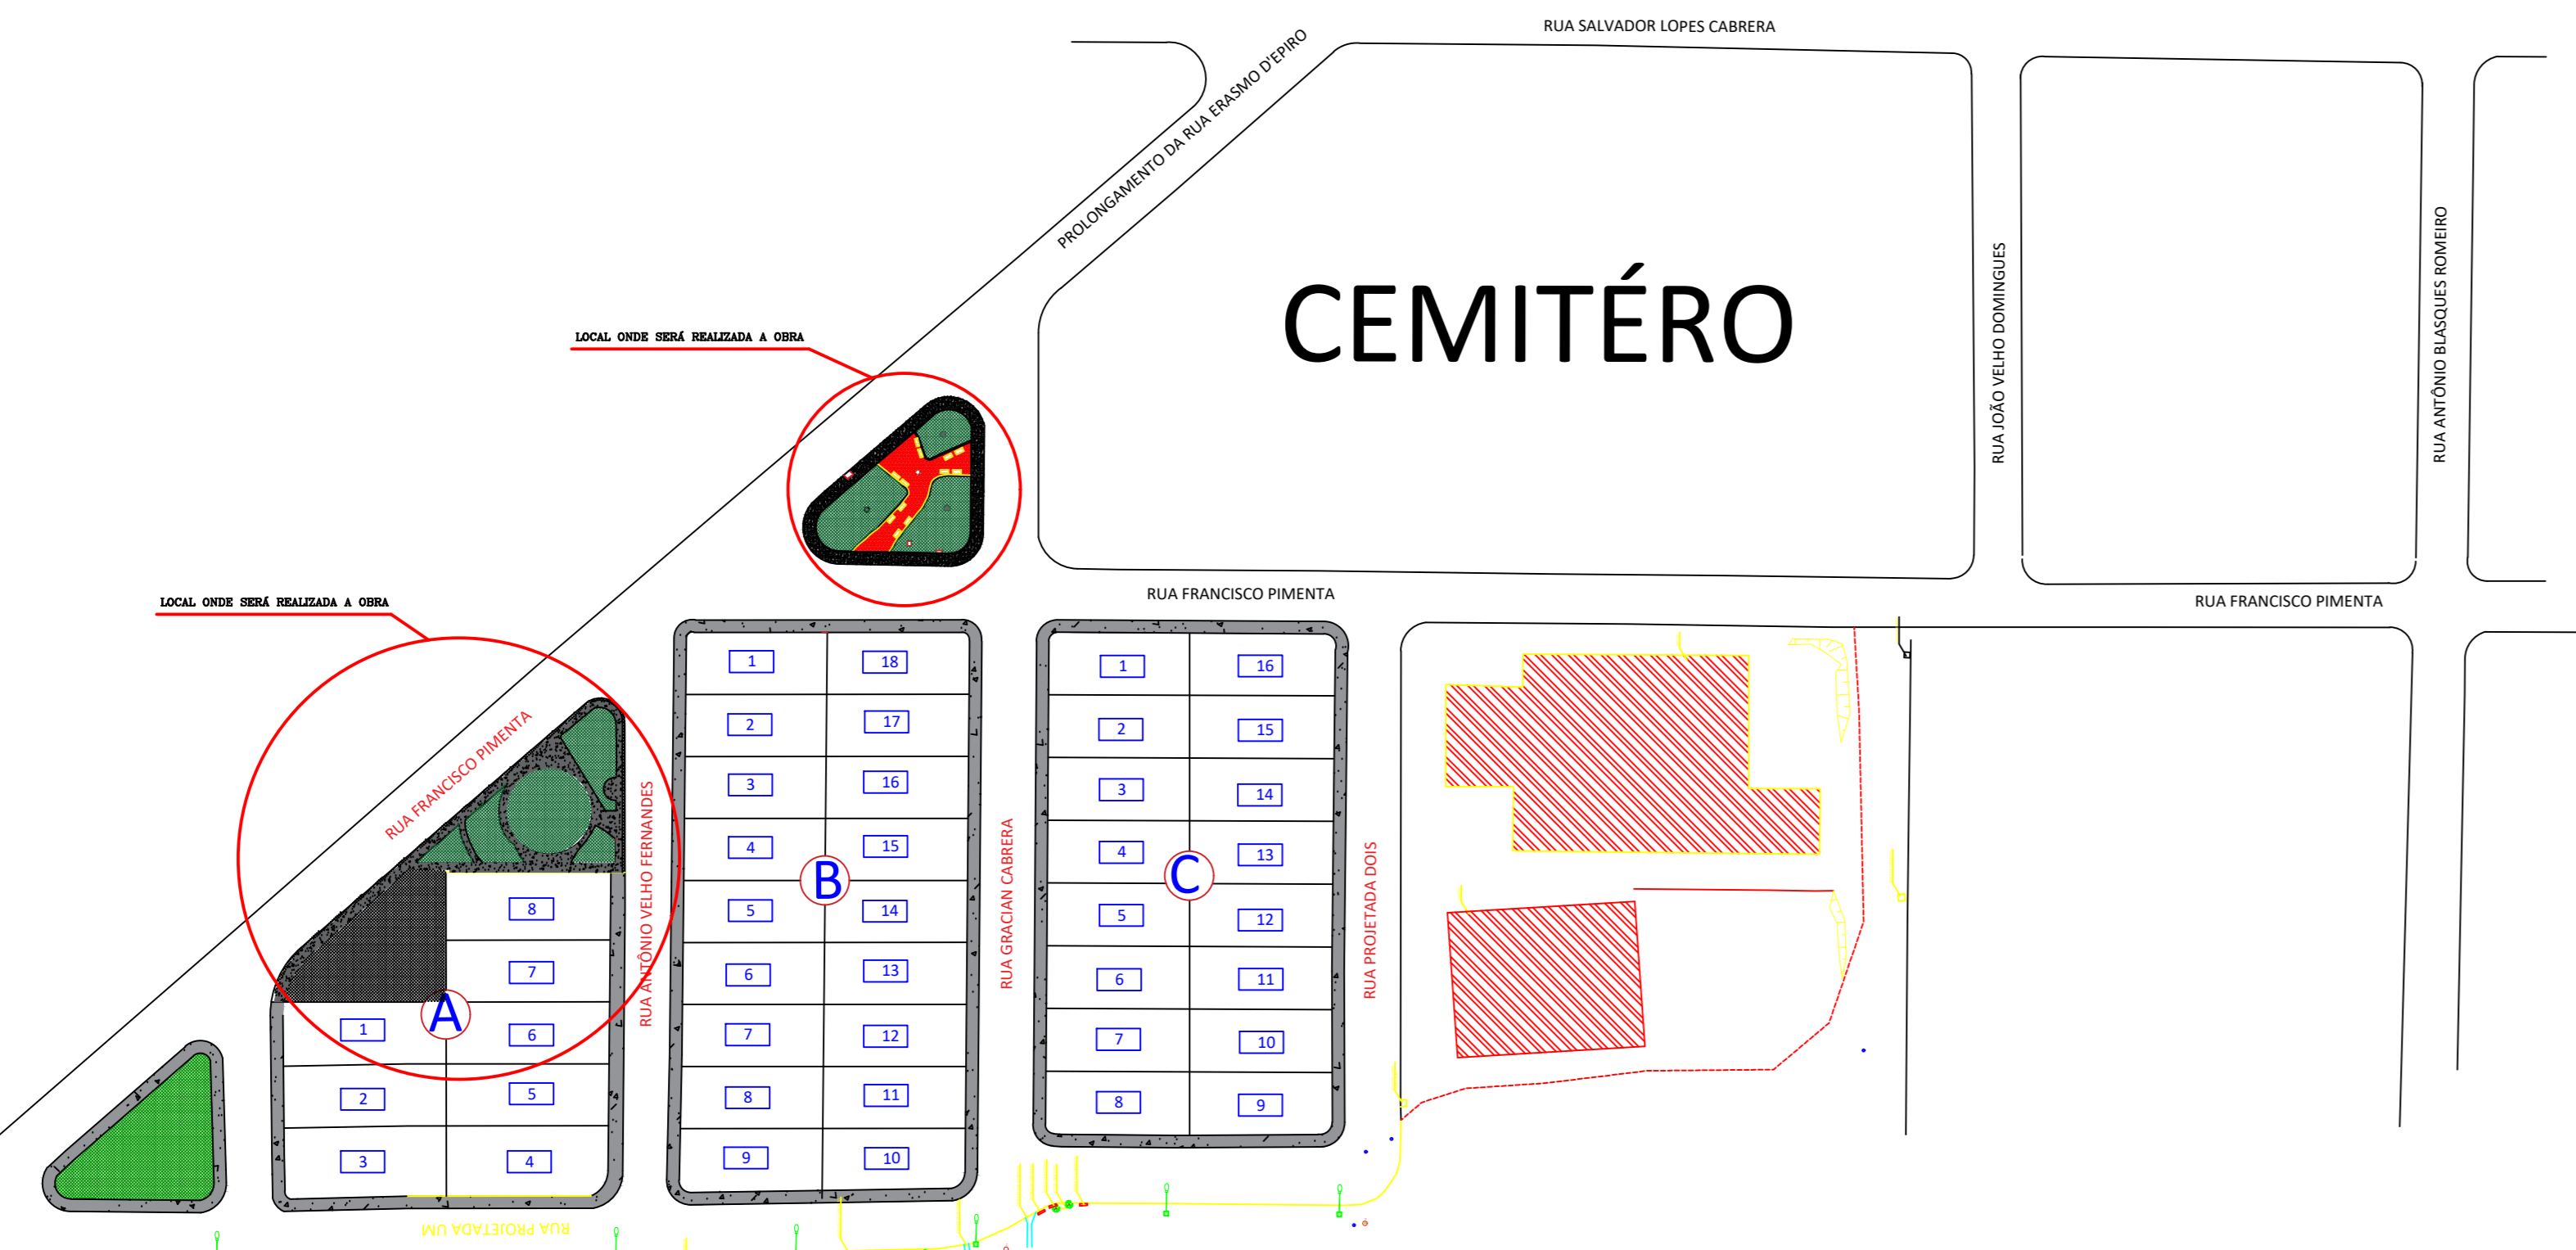 RUA SALVADOR LOPES CABRERA
PROLONGAMENTO DA RUA ERASMO D'EPIRO
CEMITÉRO
RUA JOÃO VELHO DOMINGUES
RUA ANTÔNIO BLASQUES ROMEIRO
LOCAL ONDE SERÁ REALIZADA A OBRA
RUA FRANCISCO PIMENTA
RUA FRANCISCO PIMENTA
LOCAL ONDE SERÁ REALIZADA A OBRA
RUA FRANCISCO PIMENTA
8
7
A
1
6
2
5
3
4
RUA ANTÔNIO VELHO FERNANDES
1
18
2
17
3
16
4
15
B
5
14
6
13
7
12
8
11
9
10
RUA GRACIAN CABRERA
1
16
2
15
3
14
4
13
C
5
12
6
11
7
10
8
9
RUA PROJETADA DOIS
RUA PROJETADA UM